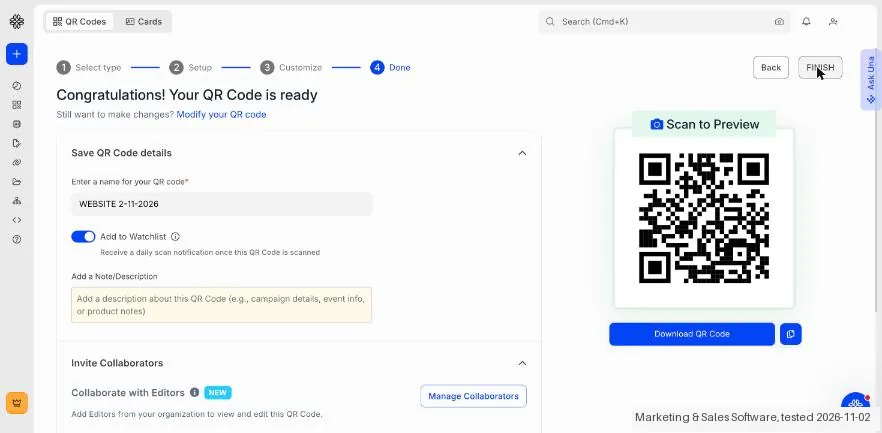 QR Codes
Cards
Search (Cmd+K)
1 Select type
2 Setup
3 Customize
4 Done
Back
FINISH
Ask Una
Congratulations! Your QR Code is ready
Still want to make changes? Modify your QR code
Scan to Preview
Save QR Code details
Enter a name for your QR code*
WEBSITE 2-11-2026
Add to Watchlist
Receive a daily scan notification once this QR Code is scanned
Add a Note/Description
Add a description about this QR Code (e.g., campaign details, event info,
or product notes)
Download QR Code
Invite Collaborators
Collaborate with Editors NEW
Manage Collaborators
Add Editors from your organization to view and edit this QR Code.
Marketing & Sales Software, tested 2026-11-02